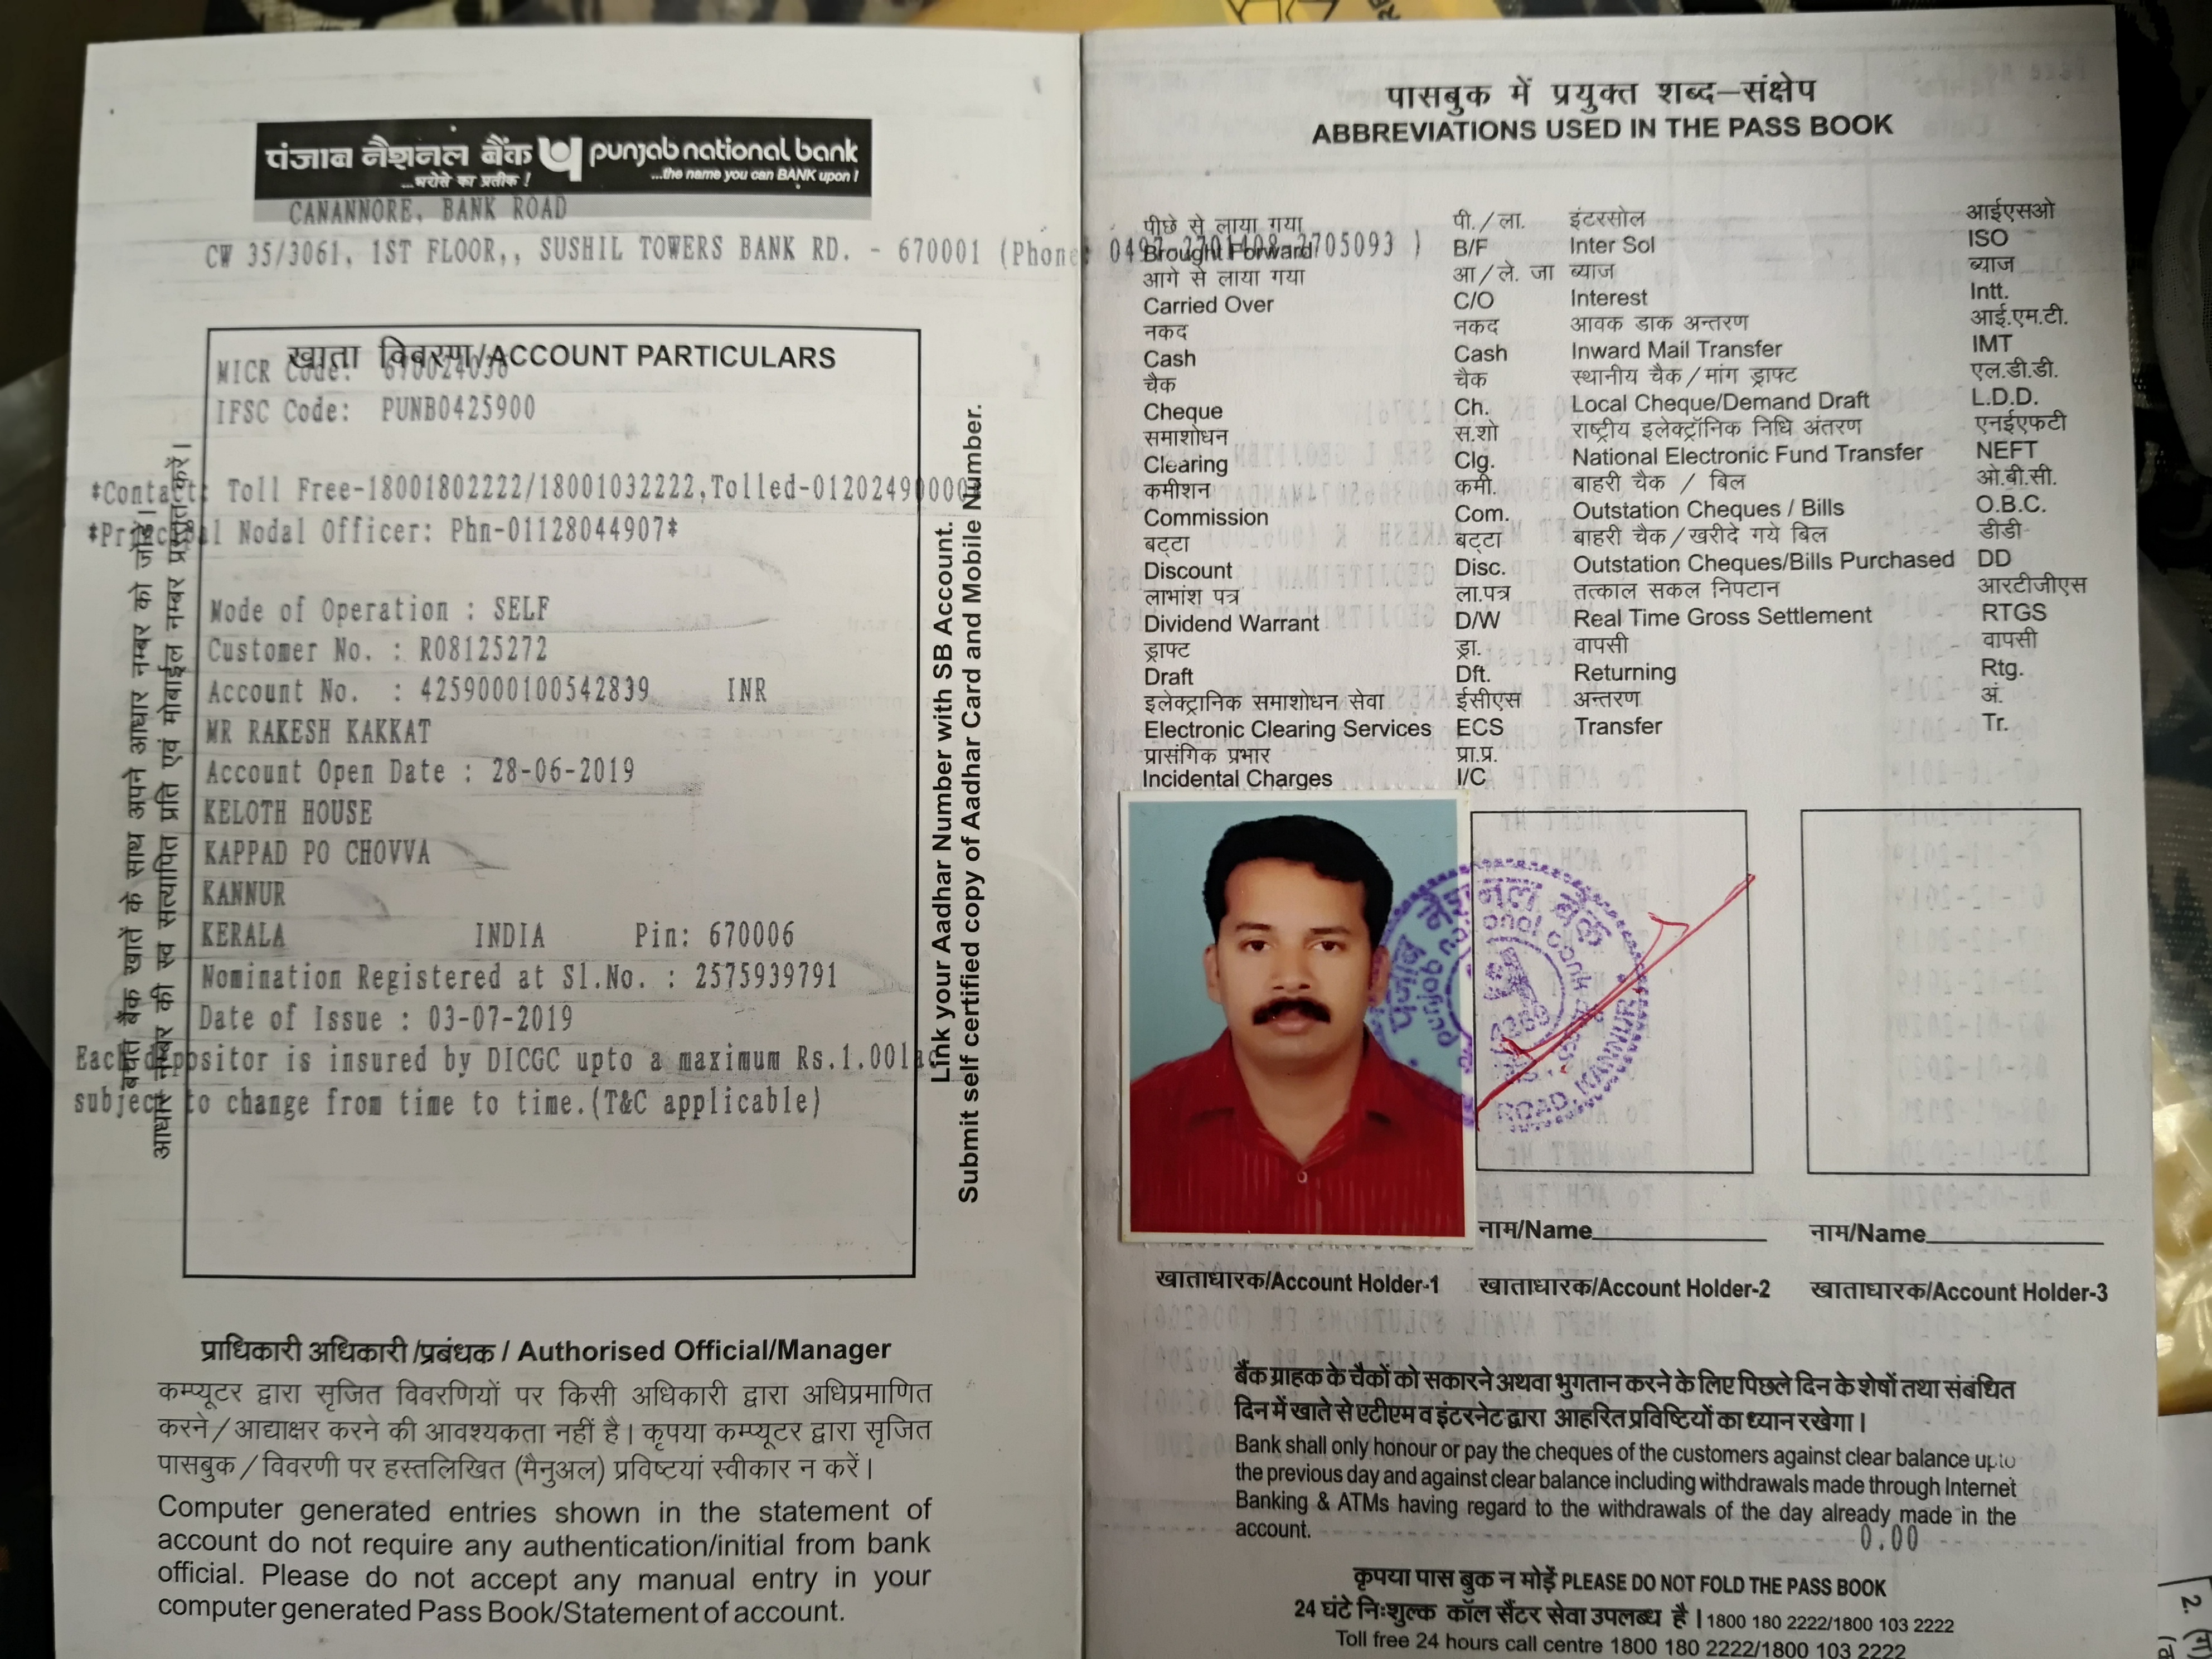 पंजाब नैशनल बैंक punjab national bank
...भरोसे का प्रतीक ! ...the name you can BANK upon !
CANANNORE, BANK ROAD
CW 35/3061, 1ST FLOOR,, SUSHIL TOWERS BANK RD. - 670001 (Phone: 0497 2701408 2705093 )
खाता विवरण/ACCOUNT PARTICULARS
MICR Code: 670024038
IFSC Code: PUNB0425900
*Contact: Toll Free-18001802222/18001032222,Tolled-01202490000
*Principal Nodal Officer: Phn-01128044907*
Mode of Operation : SELF
Customer No. : R08125272
Account No. : 4259000100542839 INR
MR RAKESH KAKKAT
Account Open Date : 28-06-2019
KELOTH HOUSE
KAPPAD PO CHOVVA
KANNUR
KERALA INDIA Pin: 670006
Nomination Registered at Sl.No. : 2575939791
Date of Issue : 03-07-2019
Each depositor is insured by DICGC upto a maximum Rs.1.00lac
subject to change from time to time.(T&C applicable)
बचत बैंक खातें के साथ अपने आधार नम्बर को जोडें।
आधार नम्बर की स्व सत्यापित प्रति एवं मोबाईल नम्बर प्रस्तुत करें।
Link your Aadhar Number with SB Account.
Submit self certified copy of Aadhar Card and Mobile Number.
प्राधिकारी अधिकारी /प्रबंधक / Authorised Official/Manager
कम्प्यूटर द्वारा सृजित विवरणियों पर किसी अधिकारी द्वारा अधिप्रमाणित
करने/आद्याक्षर करने की आवश्यकता नहीं है। कृपया कम्प्यूटर द्वारा सृजित
पासबुक/विवरणी पर हस्तलिखित (मैनुअल) प्रविष्टयां स्वीकार न करें।
Computer generated entries shown in the statement of
account do not require any authentication/initial from bank
official. Please do not accept any manual entry in your
computer generated Pass Book/Statement of account.
पासबुक में प्रयुक्त शब्द–संक्षेप
ABBREVIATIONS USED IN THE PASS BOOK
पीछे से लाया गया पी./ला. इंटरसोल आईएसओ
Brought Forward B/F Inter Sol ISO
आगे से लाया गया आ/ले. जा ब्याज ब्याज
Carried Over C/O Interest Intt.
नकद नकद आवक डाक अन्तरण आई.एम.टी.
Cash Cash Inward Mail Transfer IMT
चैक चैक स्थानीय चैक/मांग ड्राफ्ट एल.डी.डी.
Cheque Ch. Local Cheque/Demand Draft L.D.D.
समाशोधन स.शो राष्ट्रीय इलेक्ट्रॉनिक निधि अंतरण एनईएफटी
Clearing Clg. National Electronic Fund Transfer NEFT
कमीशन कमी. बाहरी चैक / बिल ओ.बी.सी.
Commission Com. Outstation Cheques / Bills O.B.C.
बट्टा बट्टा बाहरी चैक/खरीदे गये बिल डीडी
Discount Disc. Outstation Cheques/Bills Purchased DD
लाभांश पत्र ला.पत्र तत्काल सकल निपटान आरटीजीएस
Dividend Warrant D/W Real Time Gross Settlement RTGS
ड्राफ्ट ड्रा. वापसी वापसी
Draft Dft. Returning Rtg.
इलेक्ट्रानिक समाशोधन सेवा ईसीएस अन्तरण अं.
Electronic Clearing Services ECS Transfer Tr.
प्रासंगिक प्रभार प्रा.प्र.
Incidental Charges I/C
पंजाब नैशनल बैंक
ROAD, KANNUR
नाम/Name नाम/Name
खाताधारक/Account Holder-1 खाताधारक/Account Holder-2 खाताधारक/Account Holder-3
बैंक ग्राहक के चैकों को सकारने अथवा भुगतान करने के लिए पिछले दिन के शेषों तथा संबंधित
दिन में खाते से एटीएम व इंटरनेट द्वारा आहरित प्रविष्टियों का ध्यान रखेगा।
Bank shall only honour or pay the cheques of the customers against clear balance upto
the previous day and against clear balance including withdrawals made through Internet
Banking & ATMs having regard to the withdrawals of the day already made in the
account.
0.00
कृपया पास बुक न मोड़ें PLEASE DO NOT FOLD THE PASS BOOK
24 घंटे निःशुल्क कॉल सैंटर सेवा उपलब्ध है। 1800 180 2222/1800 103 2222
Toll free 24 hours call centre 1800 180 2222/1800 103 2222